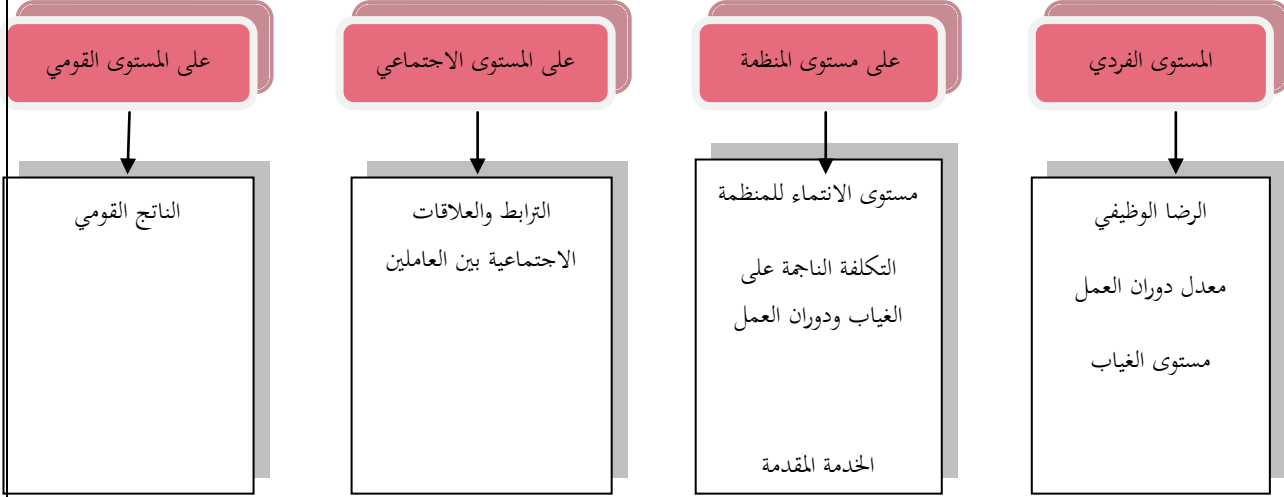 المستوى الفردي
على مستوى المنظمة
على المستوى الاجتماعي
على المستوى القومي
الرضا الوظيفي
معدل دوران العمل
مستوى الغياب
مستوى الانتماء للمنظمة
التكلفة الناجمة على
الغياب ودوران العمل
الخدمة المقدمة
الترابط والعلاقات
الاجتماعية بين العاملين
الناتج القومي